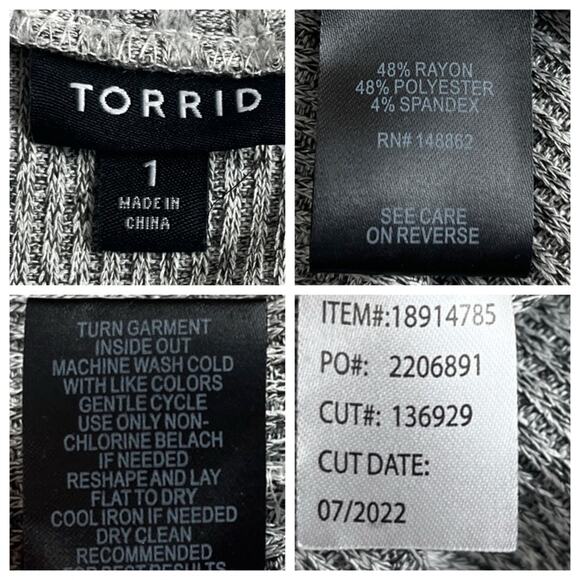 TORRID
1
MADE IN
CHINA
48% RAYON
48% POLYESTER
4% SPANDEX
RN# 148862
SEE CARE
ON REVERSE
TURN GARMENT
INSIDE OUT
MACHINE WASH COLD
WITH LIKE COLORS
GENTLE CYCLE
USE ONLY NON-
CHLORINE BELACH
IF NEEDED
RESHAPE AND LAY
FLAT TO DRY
COOL IRON IF NEEDED
DRY CLEAN
RECOMMENDED
FOR BEST RESULTS
ITEM#:18914785
PO#: 2206891
CUT#: 136929
CUT DATE:
07/2022